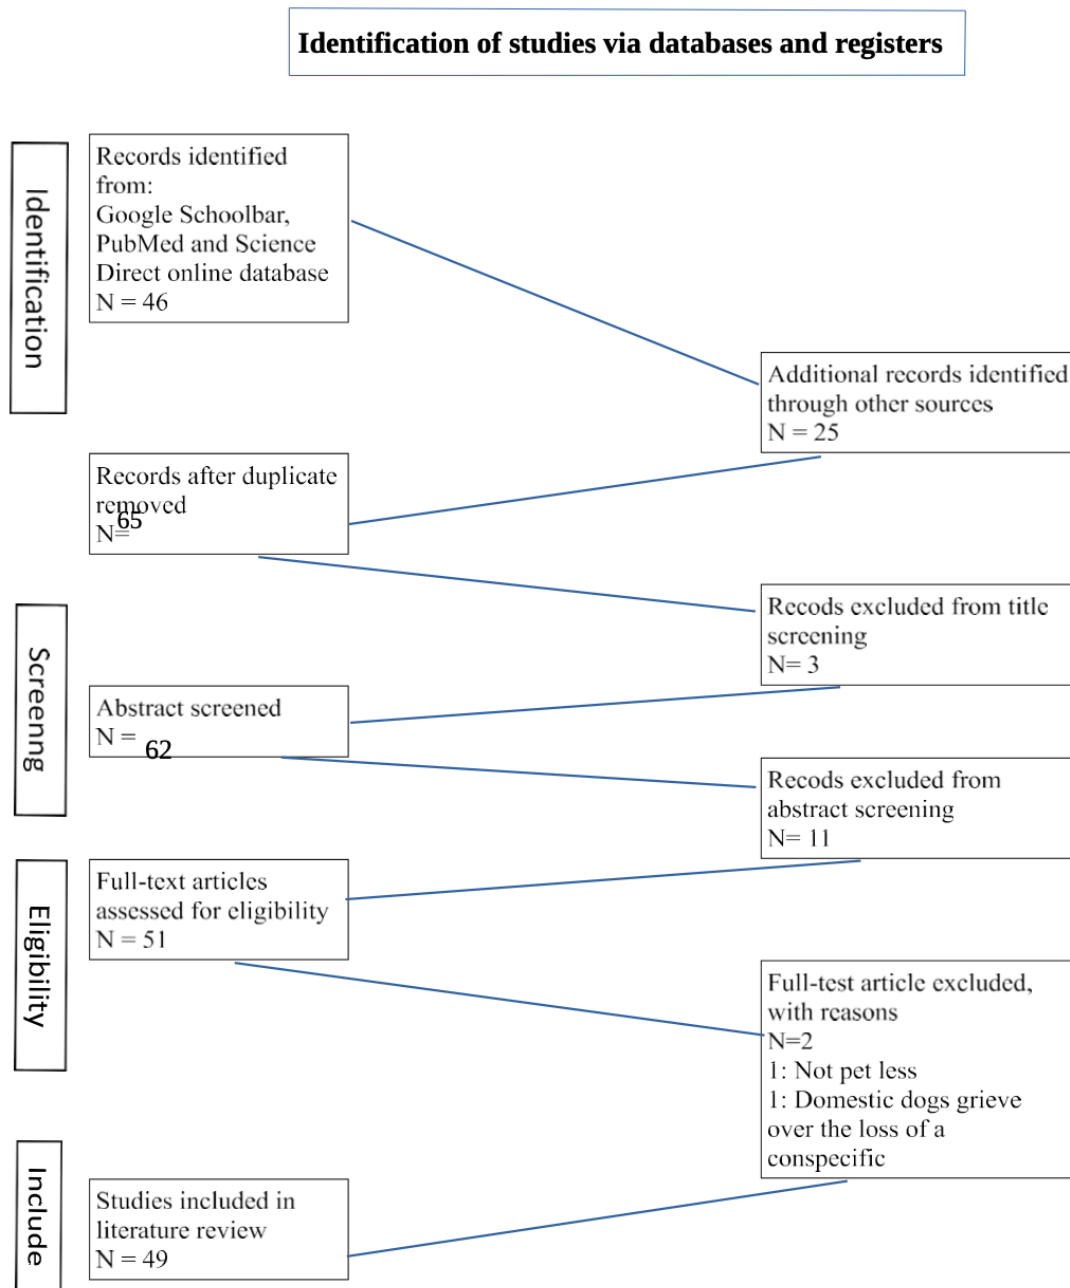 Identification of studies via databases and registers
Identification
Records identified
from:
Google Schoolbar,
PubMed and Science
Direct online database
N = 46
Additional records identified
through other sources
N = 25
Records after duplicate
removed
N= 65
Screenng
Recods excluded from title
screening
N= 3
Abstract screened
N = 62
Recods excluded from
abstract screening
N= 11
Eligibility
Full-text articles
assessed for eligibility
N = 51
Full-test article excluded,
with reasons
N=2
1: Not pet less
1: Domestic dogs grieve
over the loss of a
conspecific
Include
Studies included in
literature review
N = 49